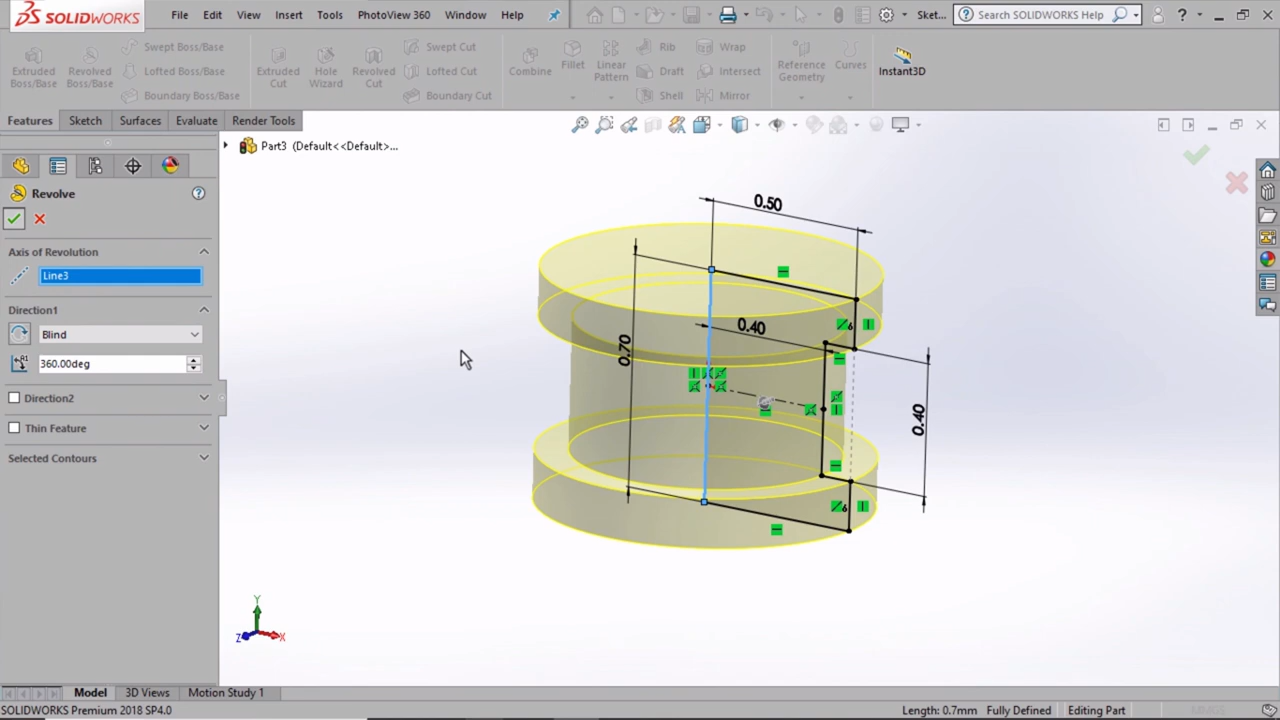 SOLIDWORKS File Edit View Insert Tools PhotoView 360 Window Help Sket... Search SOLIDWORKS Help ?
Swept Boss/Base Swept Cut Rib Wrap
Extruded Boss/Base Revolved Boss/Base Lofted Boss/Base Extruded Cut Hole Wizard Revolved Cut Lofted Cut Combine Fillet Linear Pattern Draft Intersect Reference Geometry Curves Instant3D
Boundary Boss/Base Boundary Cut Shell Mirror
Features Sketch Surfaces Evaluate Render Tools
Part3 (Default<<Default>...
Revolve ?
0.50
Axis of Revolution
Line3
Direction1
0.40
Blind
0.70
360.00deg
Direction2
0.40
Thin Feature
Selected Contours
Y
Z X
Model 3D Views Motion Study 1
SOLIDWORKS Premium 2018 SP4.0 Length: 0.7mm Fully Defined Editing Part